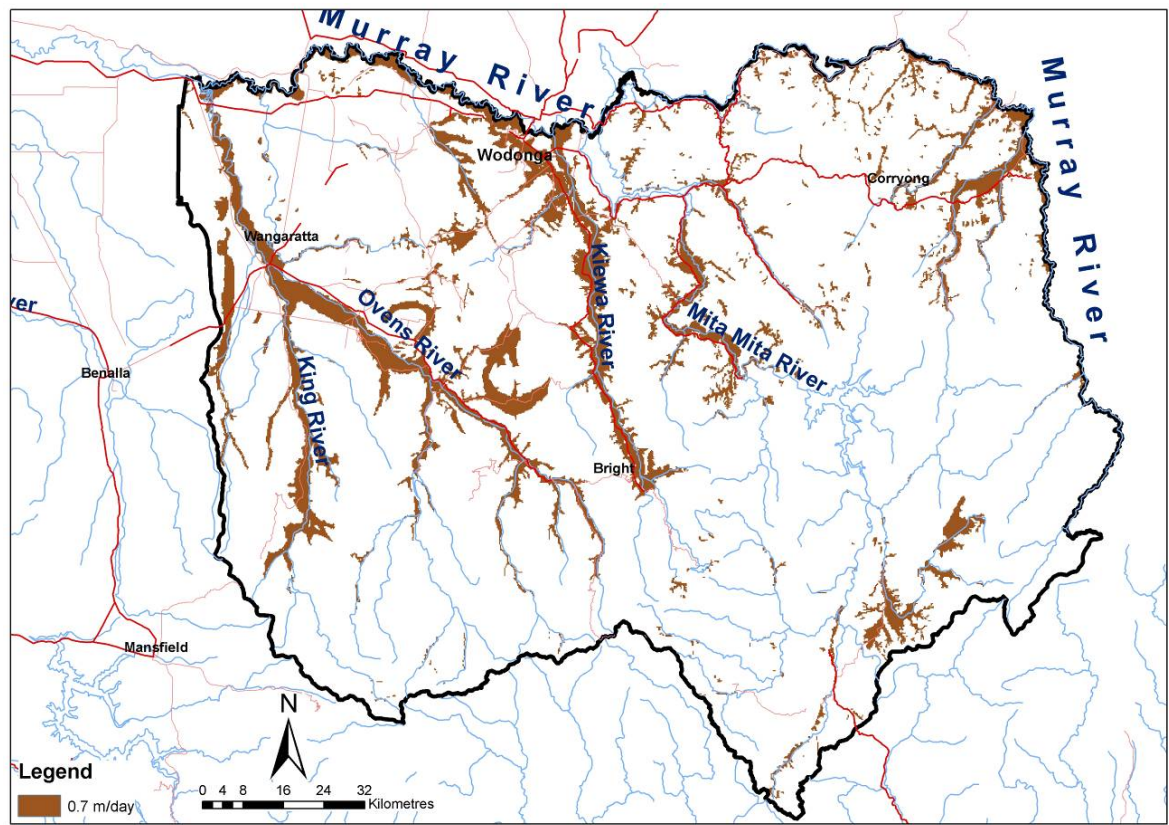 Murray River
Murray River
Wodonga
Corryong
Wangaratta
ver
Ovens River
Kiewa River
Mita Mita River
Benalla
King River
Bright
Mansfield
N
Legend
0 4 8 16 24 32
Kilometres
0.7 m/day